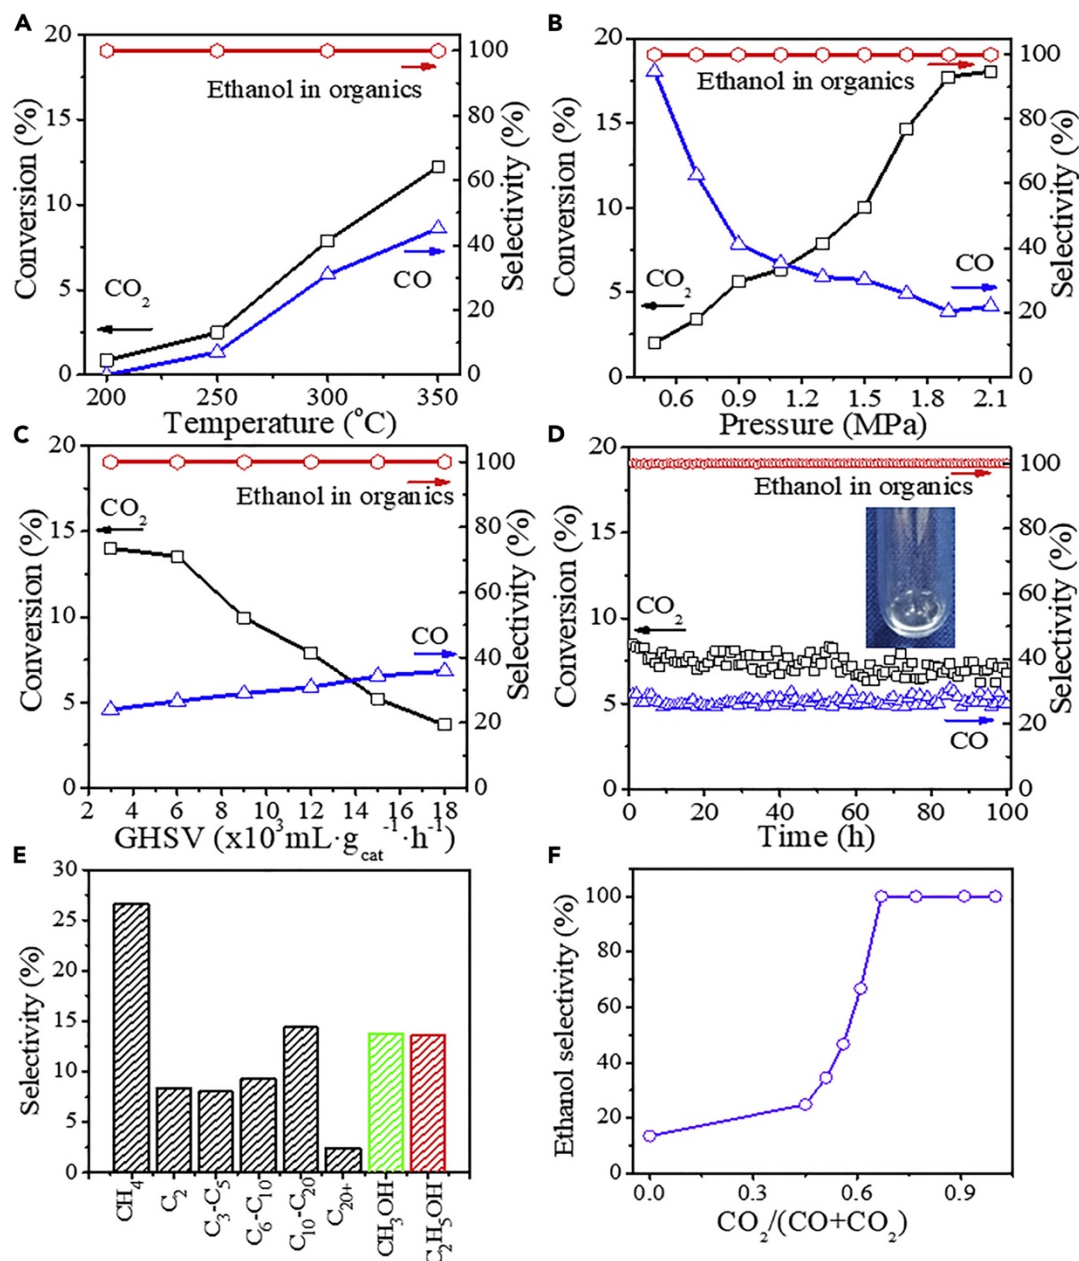 A
20
15
10
5
0
Conversion (%)
100
80
60
40
20
0
Selectivity (%)
Ethanol in organics
CO2
CO
200 250 300 350
Temperature (°C)
B
20
15
10
5
0
Conversion (%)
100
80
60
40
20
0
Selectivity (%)
Ethanol in organics
CO2
CO
0.6 0.9 1.2 1.5 1.8 2.1
Pressure (MPa)
C
20
15
10
5
0
Conversion (%)
100
80
60
40
20
0
Selectivity (%)
Ethanol in organics
CO2
CO
2 4 6 8 10 12 14 16 18
GHSV (x10³mL·gcat⁻¹·h⁻¹)
D
20
15
10
5
0
Conversion (%)
100
80
60
40
20
0
Selectivity (%)
Ethanol in organics
CO2
CO
0 20 40 60 80 100
Time (h)
E
30
25
20
15
10
5
0
Selectivity (%)
CH4
C2
C3-C5
C6-C10
C10-C20
C20+
CH3OH
C2H5OH
F
100
80
60
40
20
0
Ethanol selectivity (%)
0.0 0.3 0.6 0.9
CO2/(CO+CO2)